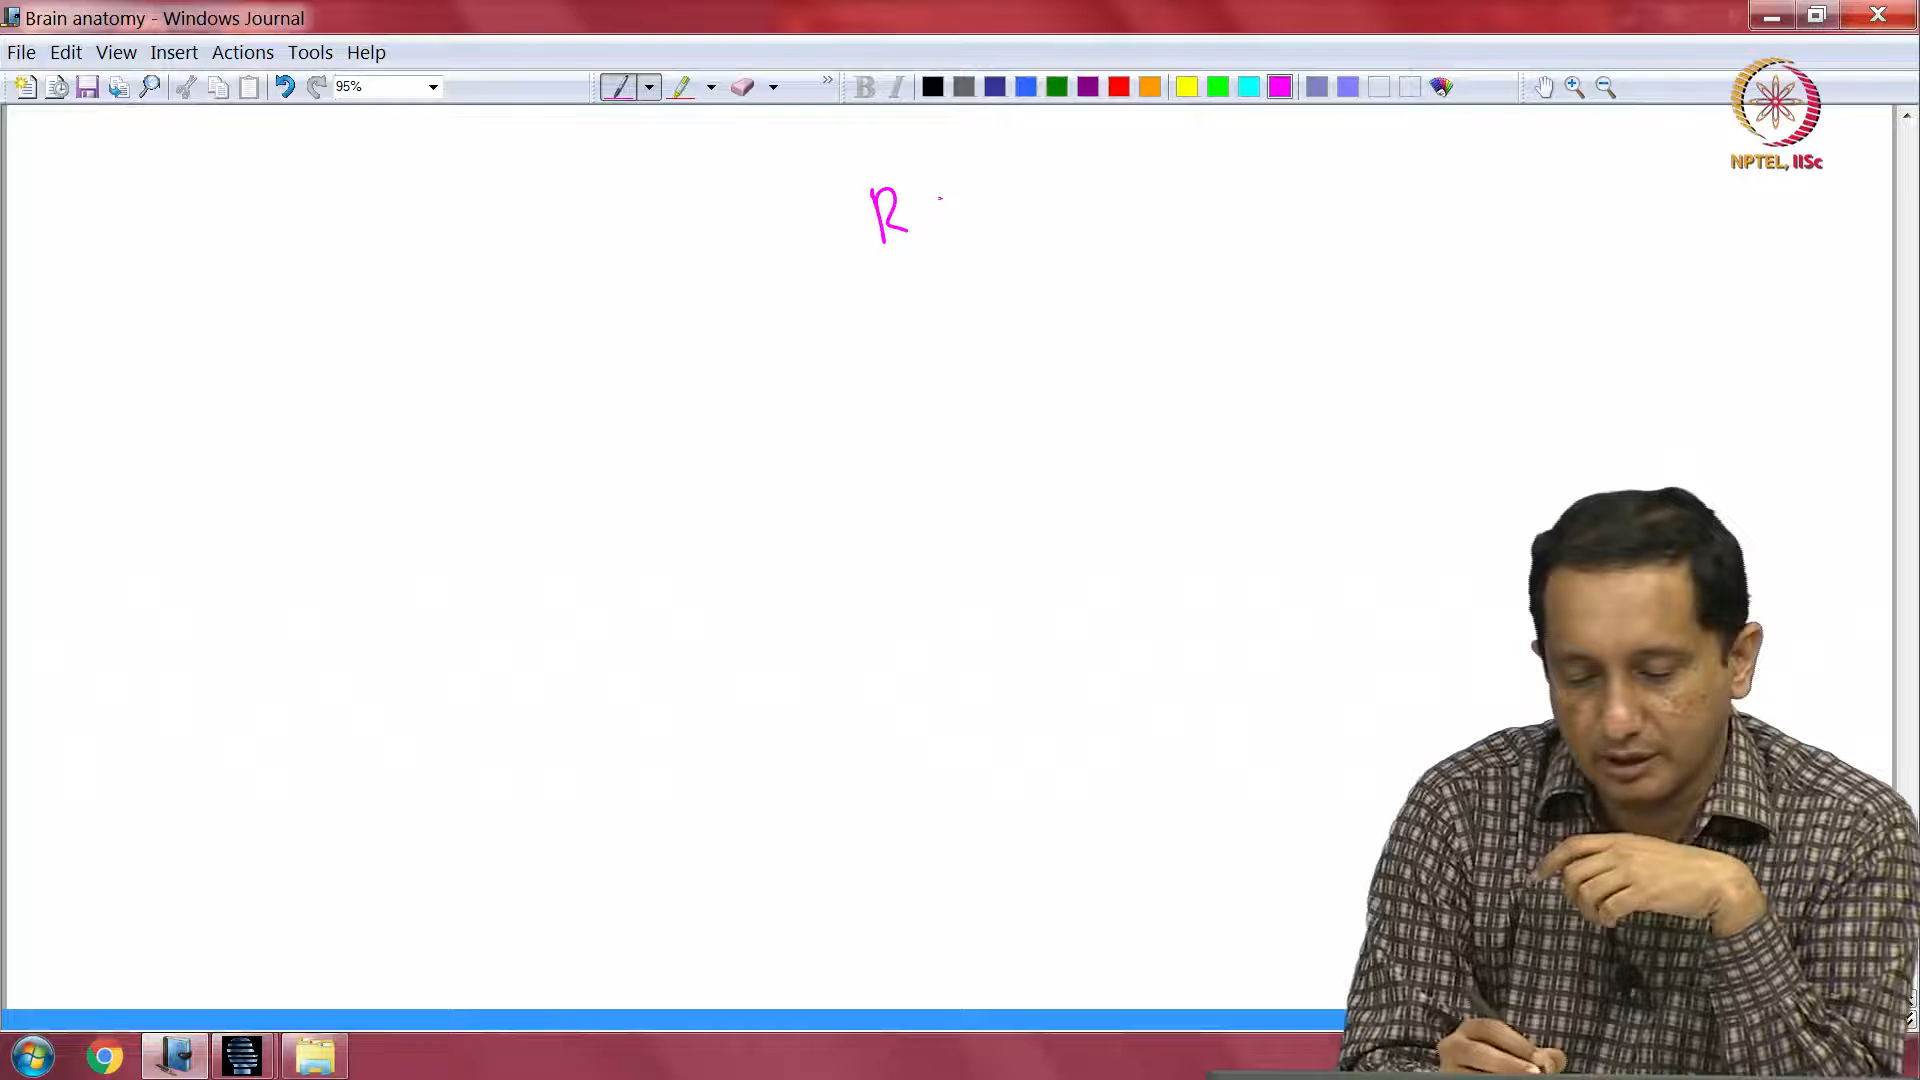 Brain anatomy - Windows Journal
File Edit View Insert Actions Tools Help
95%
B I
NPTEL, IISc
R